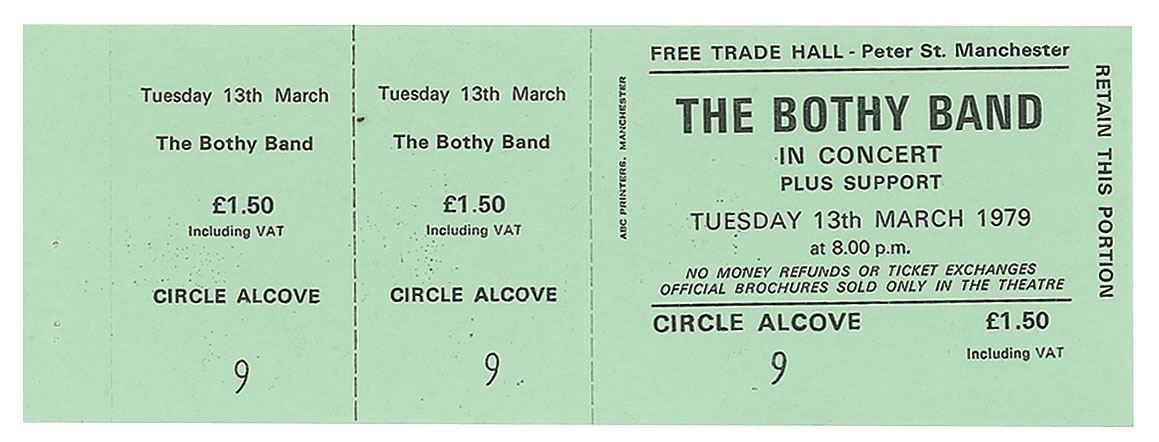 Tuesday 13th March
The Bothy Band
£1.50
Including VAT
CIRCLE ALCOVE
9
Tuesday 13th March
The Bothy Band
£1.50
Including VAT
CIRCLE ALCOVE
9
ABC PRINTERS, MANCHESTER
FREE TRADE HALL - Peter St. Manchester
THE BOTHY BAND
IN CONCERT
PLUS SUPPORT
TUESDAY 13th MARCH 1979
at 8.00 p.m.
NO MONEY REFUNDS OR TICKET EXCHANGES
OFFICIAL BROCHURES SOLD ONLY IN THE THEATRE
CIRCLE ALCOVE £1.50
Including VAT
9
RETAIN THIS PORTION